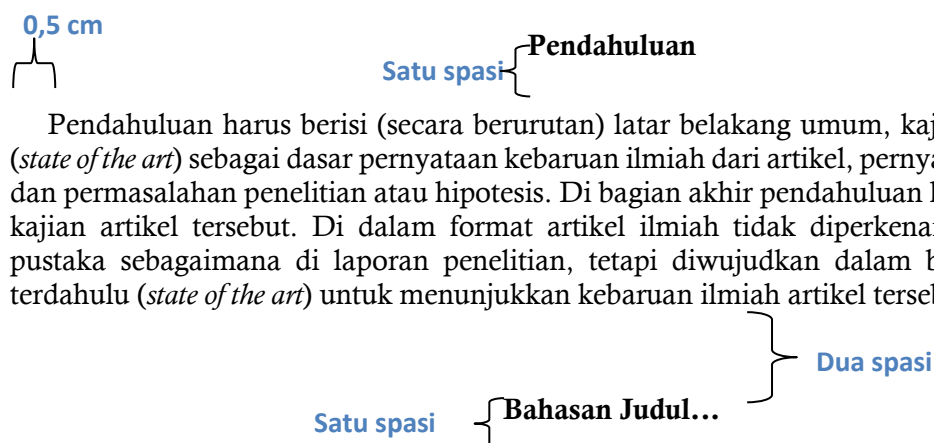 0,5 cm
Pendahuluan
Satu spasi
Pendahuluan harus berisi (secara berurutan) latar belakang umum, kaj
(state of the art) sebagai dasar pernyataan kebaruan ilmiah dari artikel, pernya
dan permasalahan penelitian atau hipotesis. Di bagian akhir pendahuluan h
kajian artikel tersebut. Di dalam format artikel ilmiah tidak diperkena
pustaka sebagaimana di laporan penelitian, tetapi diwujudkan dalam b
terdahulu (state of the art) untuk menunjukkan kebaruan ilmiah artikel terseb
Dua spasi
Bahasan Judul...
Satu spasi